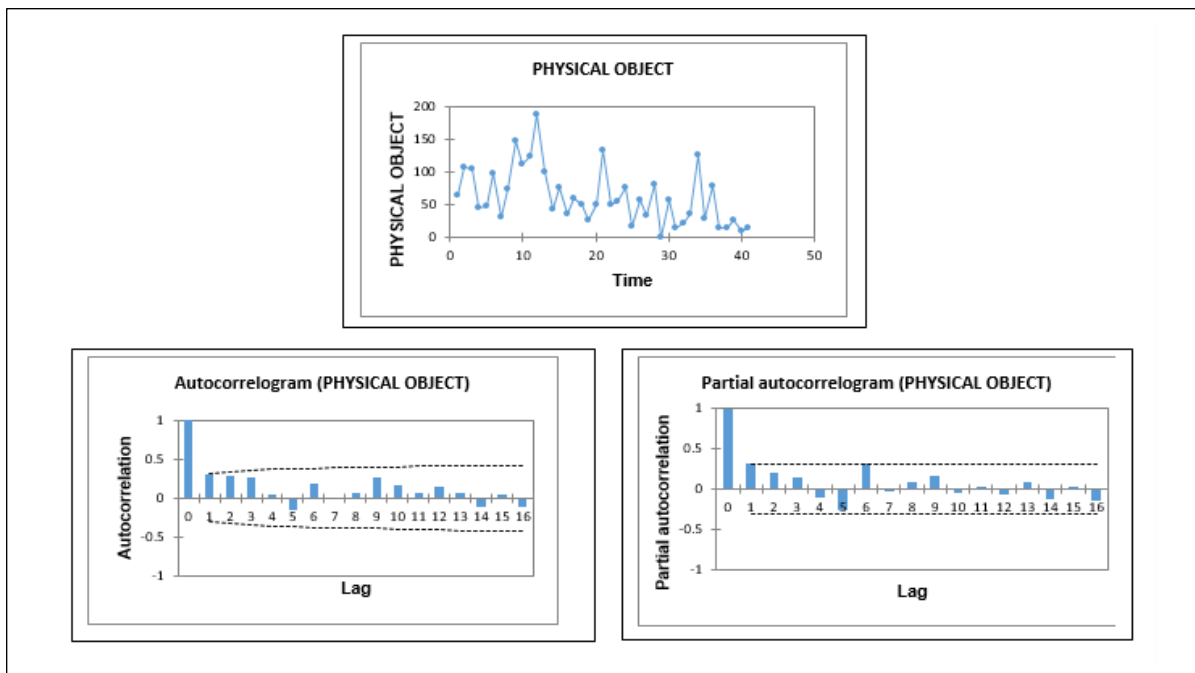 PHYSICAL OBJECT
PHYSICAL OBJECT
200
150
100
50
0
0 10 20 30 40 50
Time
Autocorrelogram (PHYSICAL OBJECT)
Autocorrelation
1
0.5
0
-0.5
-1
0 1 2 3 4 5 6 7 8 9 10 11 12 13 14 15 16
Lag
Partial autocorrelogram (PHYSICAL OBJECT)
Partial autocorrelation
1
0.5
0
-0.5
-1
0 1 2 3 4 5 6 7 8 9 10 11 12 13 14 15 16
Lag